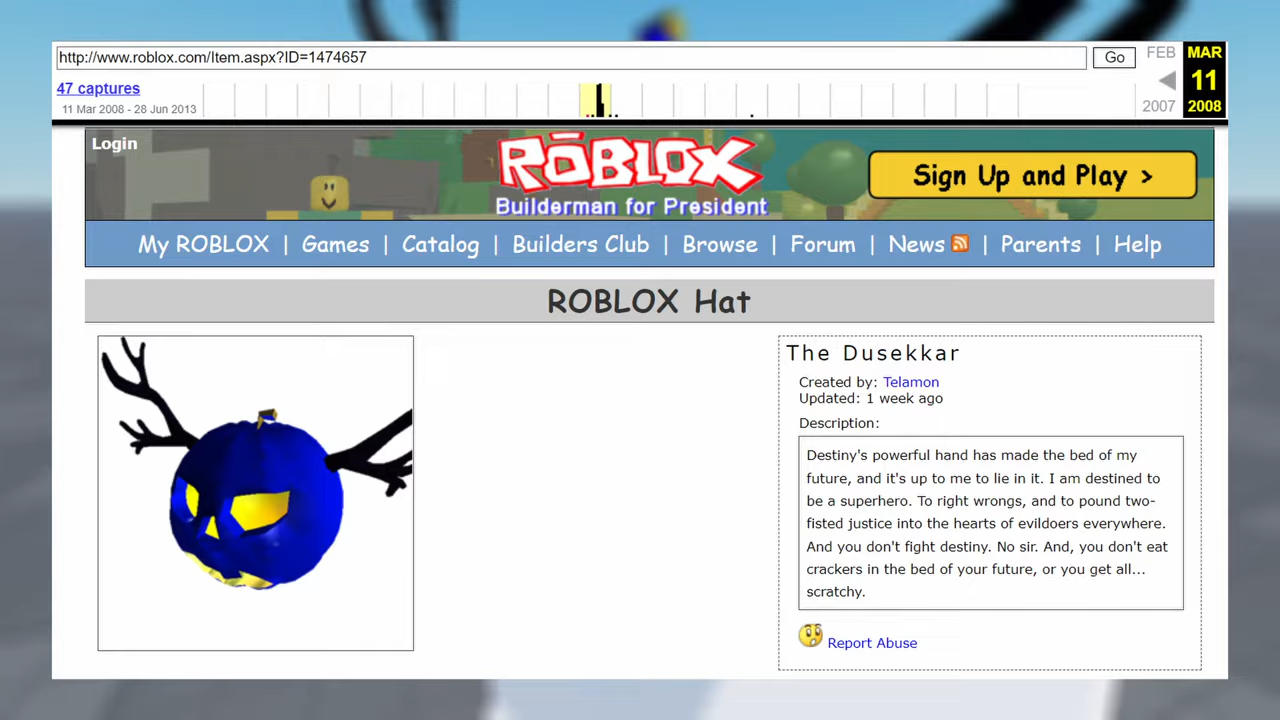 http://www.roblox.com/Item.aspx?ID=1474657
Go
FEB
MAR
47 captures
11
11 Mar 2008 - 28 Jun 2013
2007
2008
Login
ROBLOX
Builderman for President
Sign Up and Play >
My ROBLOX | Games | Catalog | Builders Club | Browse | Forum | News | Parents | Help
ROBLOX Hat
The Dusekkar
Created by: Telamon
Updated: 1 week ago
Description:
Destiny's powerful hand has made the bed of my
future, and it's up to me to lie in it. I am destined to
be a superhero. To right wrongs, and to pound two-
fisted justice into the hearts of evildoers everywhere.
And you don't fight destiny. No sir. And, you don't eat
crackers in the bed of your future, or you get all...
scratchy.
Report Abuse